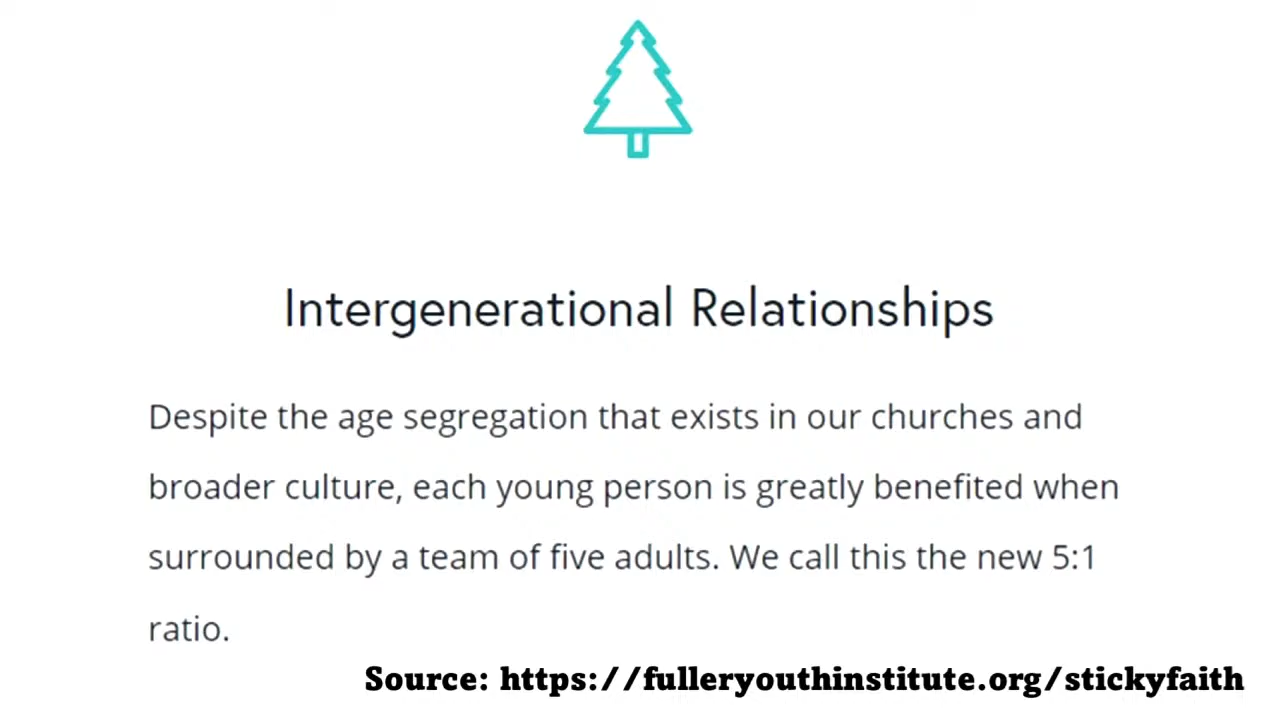 Intergenerational Relationships
Despite the age segregation that exists in our churches and
broader culture, each young person is greatly benefited when
surrounded by a team of five adults. We call this the new 5:1
ratio.
Source: https://fulleryouthinstitute.org/stickyfaith